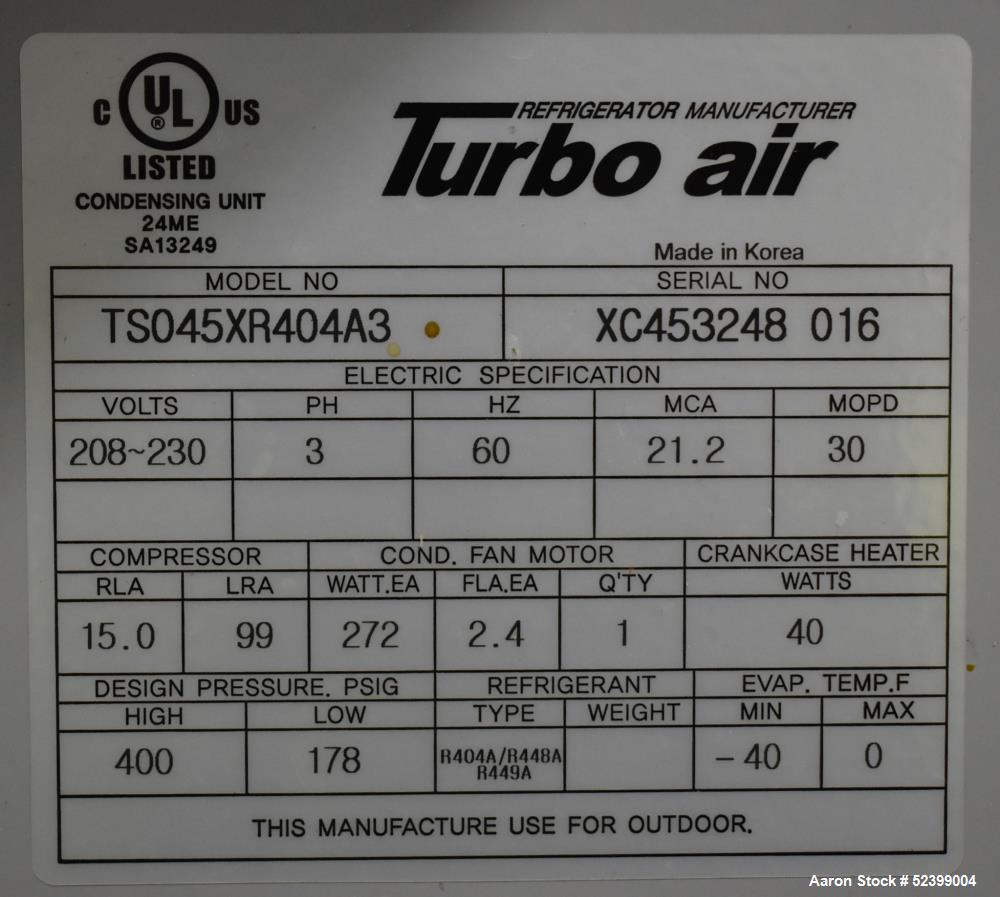 C UL ® US
LISTED
CONDENSING UNIT
24ME
SA13249
REFRIGERATOR MANUFACTURER
Turbo air
Made in Korea
MODEL NO SERIAL NO
TS045XR404A3 XC453248 016
ELECTRIC SPECIFICATION
VOLTS PH HZ MCA MOPD
208~230 3 60 21.2 30
COMPRESSOR COND. FAN MOTOR CRANKCASE HEATER
RLA LRA WATT.EA FLA.EA Q'TY WATTS
15.0 99 272 2.4 1 40
DESIGN PRESSURE. PSIG REFRIGERANT EVAP. TEMP.F
HIGH LOW TYPE WEIGHT MIN MAX
400 178 R404A/R448A -40 0
R449A
THIS MANUFACTURE USE FOR OUTDOOR.
Aaron Stock # 52399004